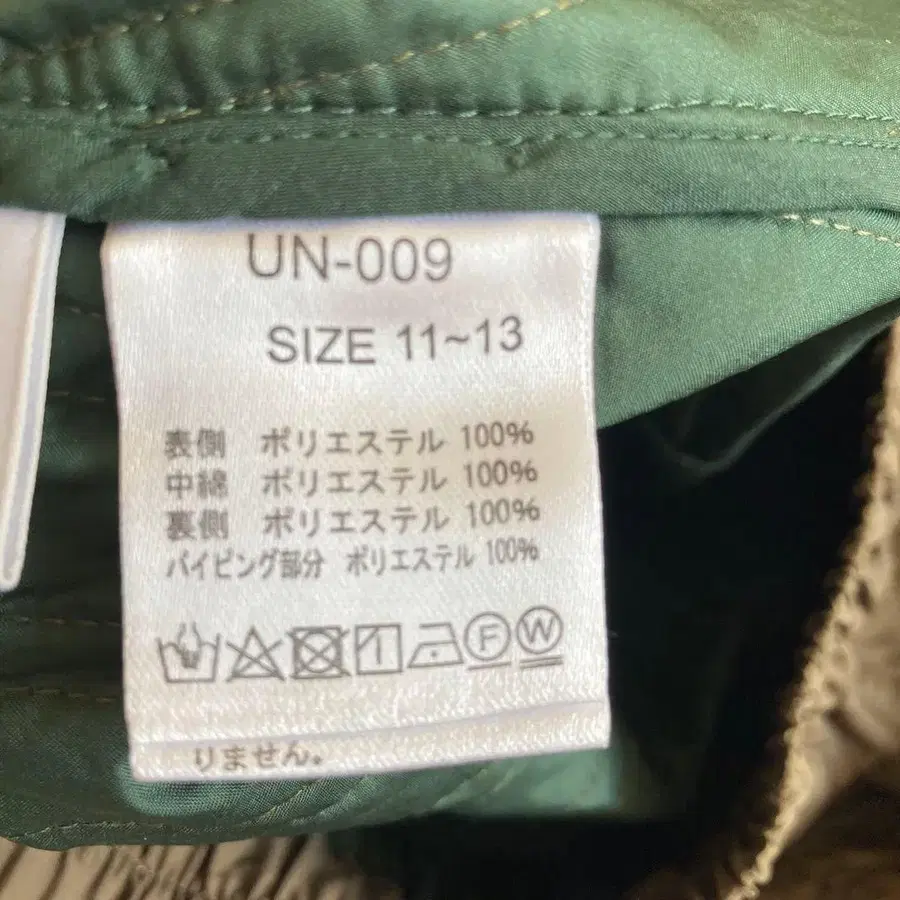 UN-009
SIZE 11~13
表側 ポリエステル 100%
中綿 ポリエステル 100%
裏側 ポリエステル 100%
パイピング部分 ポリエステル 100%
F W
りません。